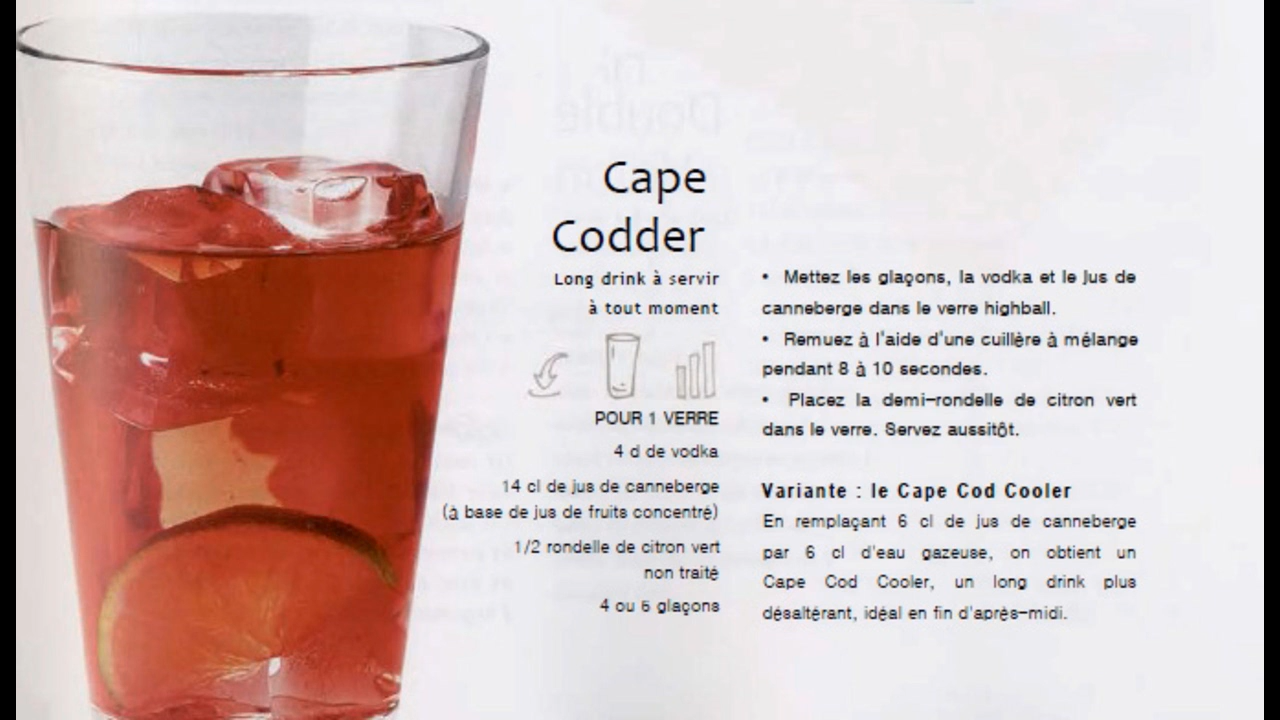 Cape
Codder
Long drink à servir
à tout moment
POUR 1 VERRE
4 d de vodka
14 cl de jus de canneberge
(à base de jus de fruits concentré)
1/2 rondelle de citron vert
non traité
4 ou 6 glaçons
• Mettez les glaçons, la vodka et le jus de
canneberge dans le verre highball.
• Remuez à l'aide d'une cuillère à mélange
pendant 8 à 10 secondes.
• Placez la demi-rondelle de citron vert
dans le verre. Servez aussitôt.
Variante : le Cape Cod Cooler
En remplaçant 6 cl de jus de canneberge
par 6 cl d'eau gazeuse, on obtient un
Cape Cod Cooler, un long drink plus
désaltérant, idéal en fin d'après-midi.